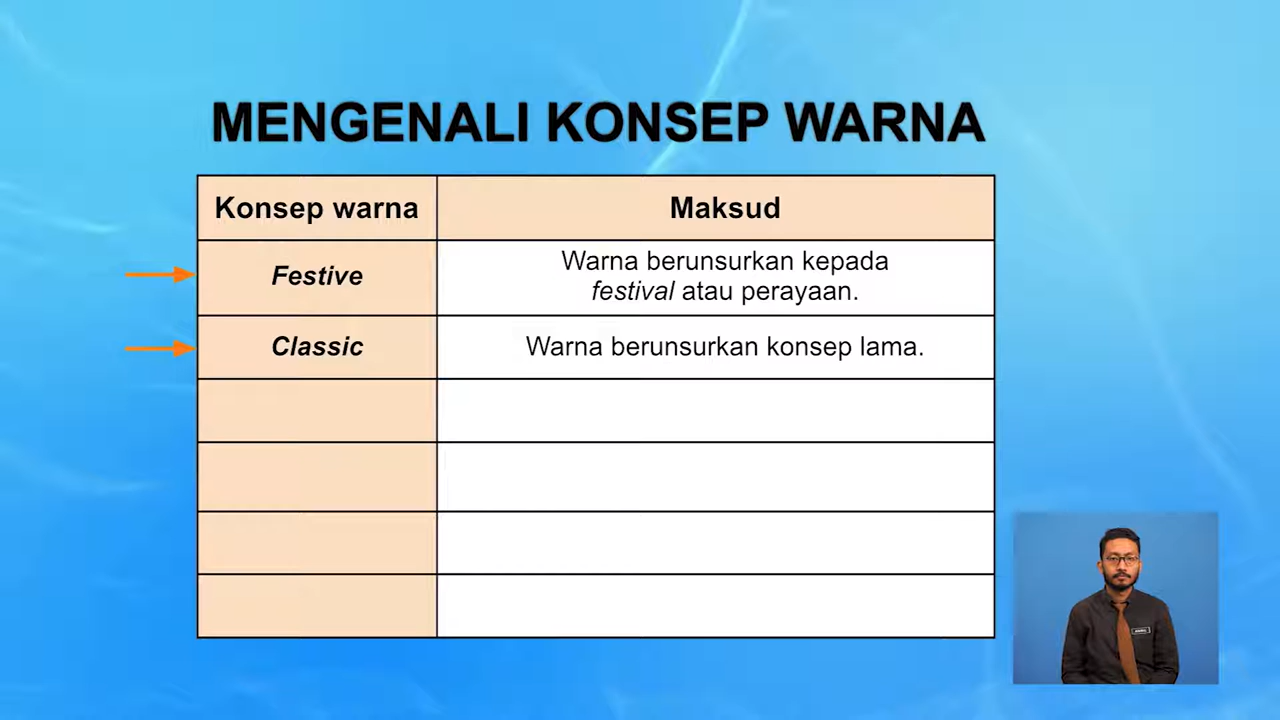 MENGENALI KONSEP WARNA
Konsep warna
Maksud
Festive
Warna berunsurkan kepada
festival atau perayaan.
Classic
Warna berunsurkan konsep lama.